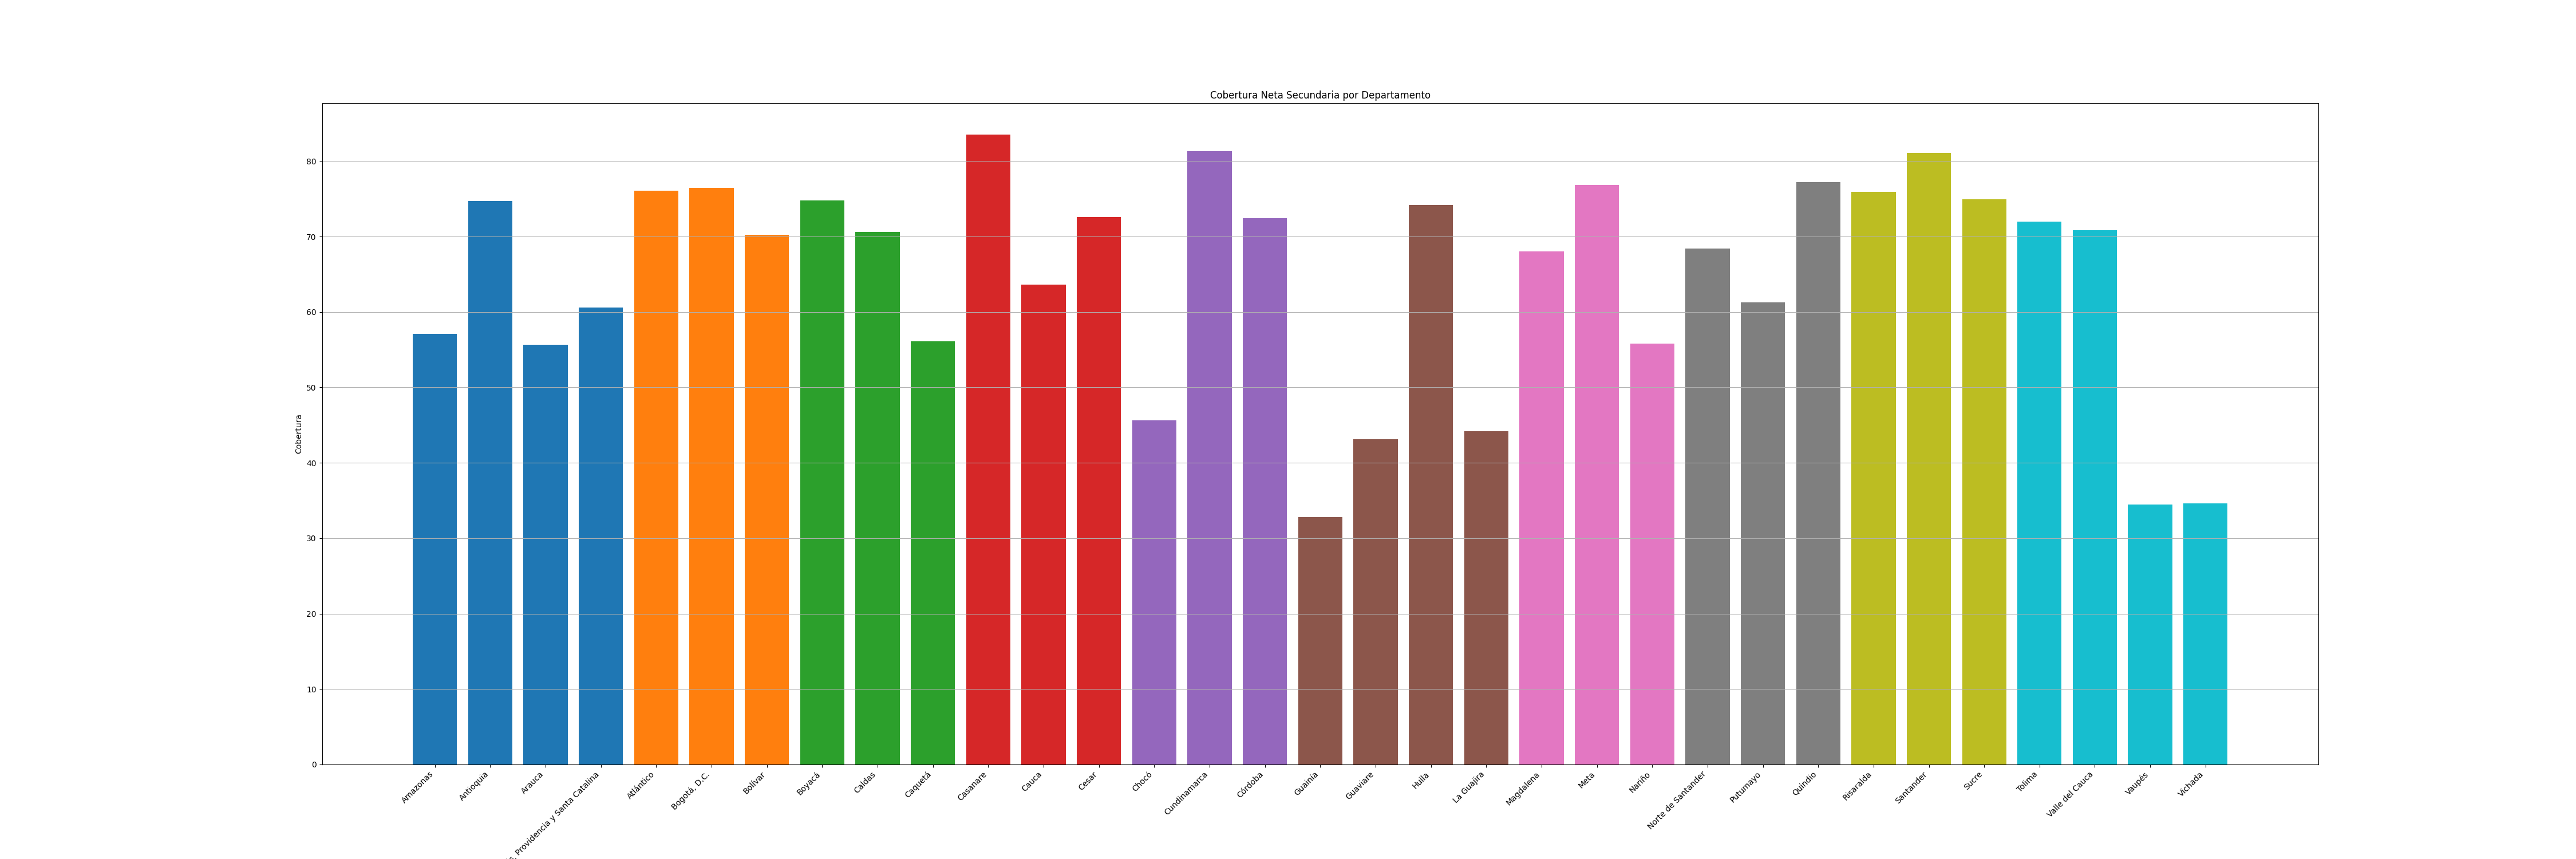 Cobertura Neta Secundaria por Departamento
Cobertura
80
70
60
50
40
30
20
10
0
Amazonas
Antioquia
Arauca
Providencia y Santa Catalina
Atlántico
Bogotá, D.C.
Bolívar
Boyacá
Caldas
Caquetá
Casanare
Cauca
Cesar
Chocó
Cundinamarca
Córdoba
Guainía
Guaviare
Huila
La Guajira
Magdalena
Meta
Nariño
Norte de Santander
Putumayo
Quindio
Risaralda
Santander
Sucre
Tolima
Valle del Cauca
Vaupés
Vichada